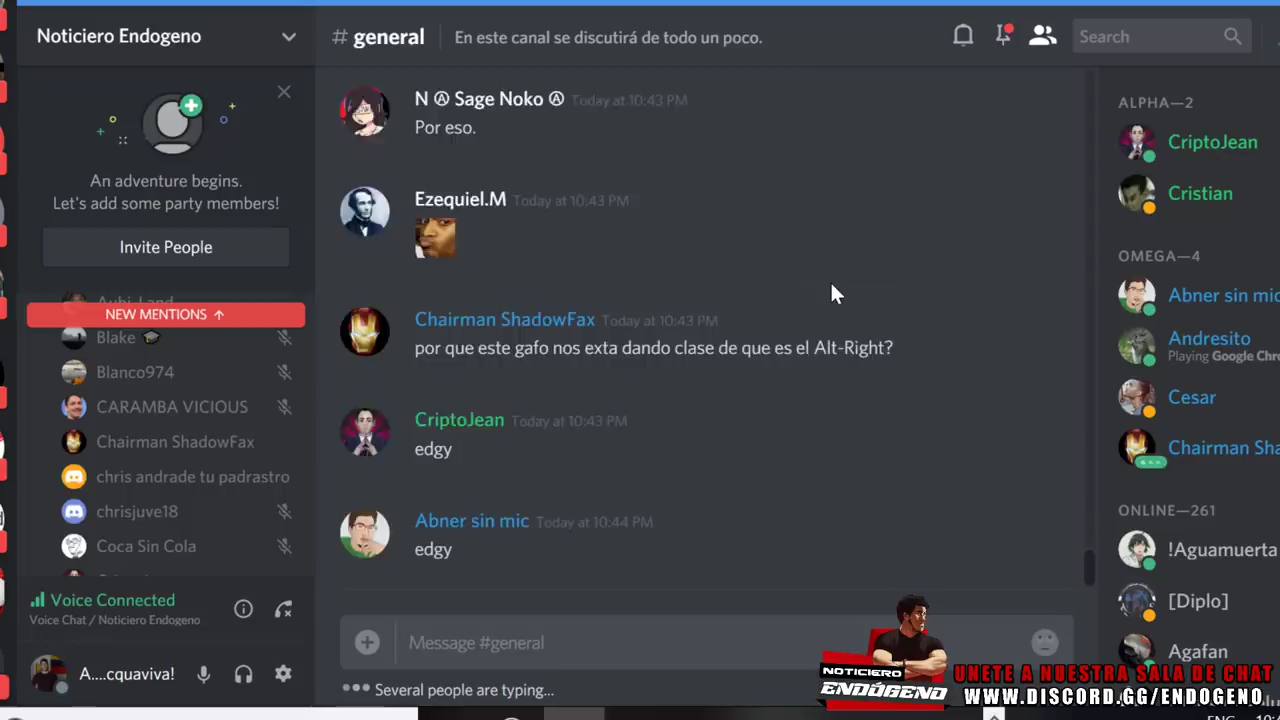 Noticiero Endogeno
# general
En este canal se discutirá de todo un poco.
Search
An adventure begins.
Let's add some party members!
Invite People
NEW MENTIONS ↑
Blake
Blanco974
CARAMBA VICIOUS
Chairman ShadowFax
chris andrade tu padrastro
chrisjuve18
Coca Sin Cola
Voice Connected
Voice Chat / Noticiero Endogeno
A....cquaviva!
N Ⓐ Sage Noko Ⓐ Today at 10:43 PM
Por eso.
Ezequiel.M Today at 10:43 PM
Chairman ShadowFax Today at 10:43 PM
por que este gafo nos exta dando clase de que es el Alt-Right?
CriptoJean Today at 10:43 PM
edgy
Abner sin mic Today at 10:44 PM
edgy
Message #general
Several people are typing...
ALPHA—2
CriptoJean
Cristian
OMEGA—4
Abner sin mic
Andresito
Playing Google Chr
Cesar
Chairman Sha
ONLINE—261
!Aguamuerta
[Diplo]
Agafan
NOTICIERO
ENDÓGENO
UNETE A NUESTRA SALA DE CHAT
WWW.DISCORD.GG/ENDOGENO